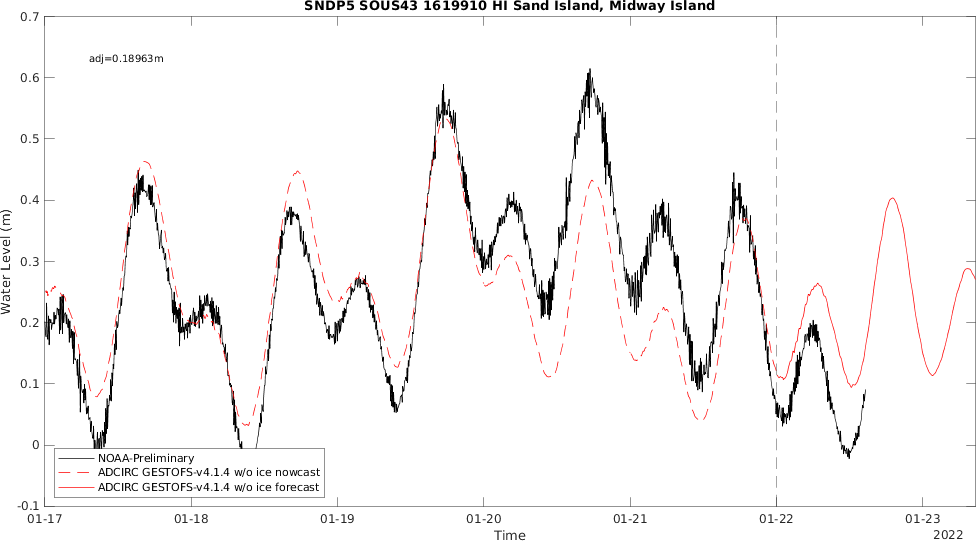 SNDP5 SOUS43 1619910 HI Sand Island, Midway Island
0.7
adj=0.18963m
0.6
0.5
0.4
0.3
0.2
0.1
0
-0.1
Water Level (m)
NOAA-Preliminary
ADCIRC GESTOFS-v4.1.4 w/o ice nowcast
ADCIRC GESTOFS-v4.1.4 w/o ice forecast
01-17 01-18 01-19 01-20 01-21 01-22 01-23
Time
2022